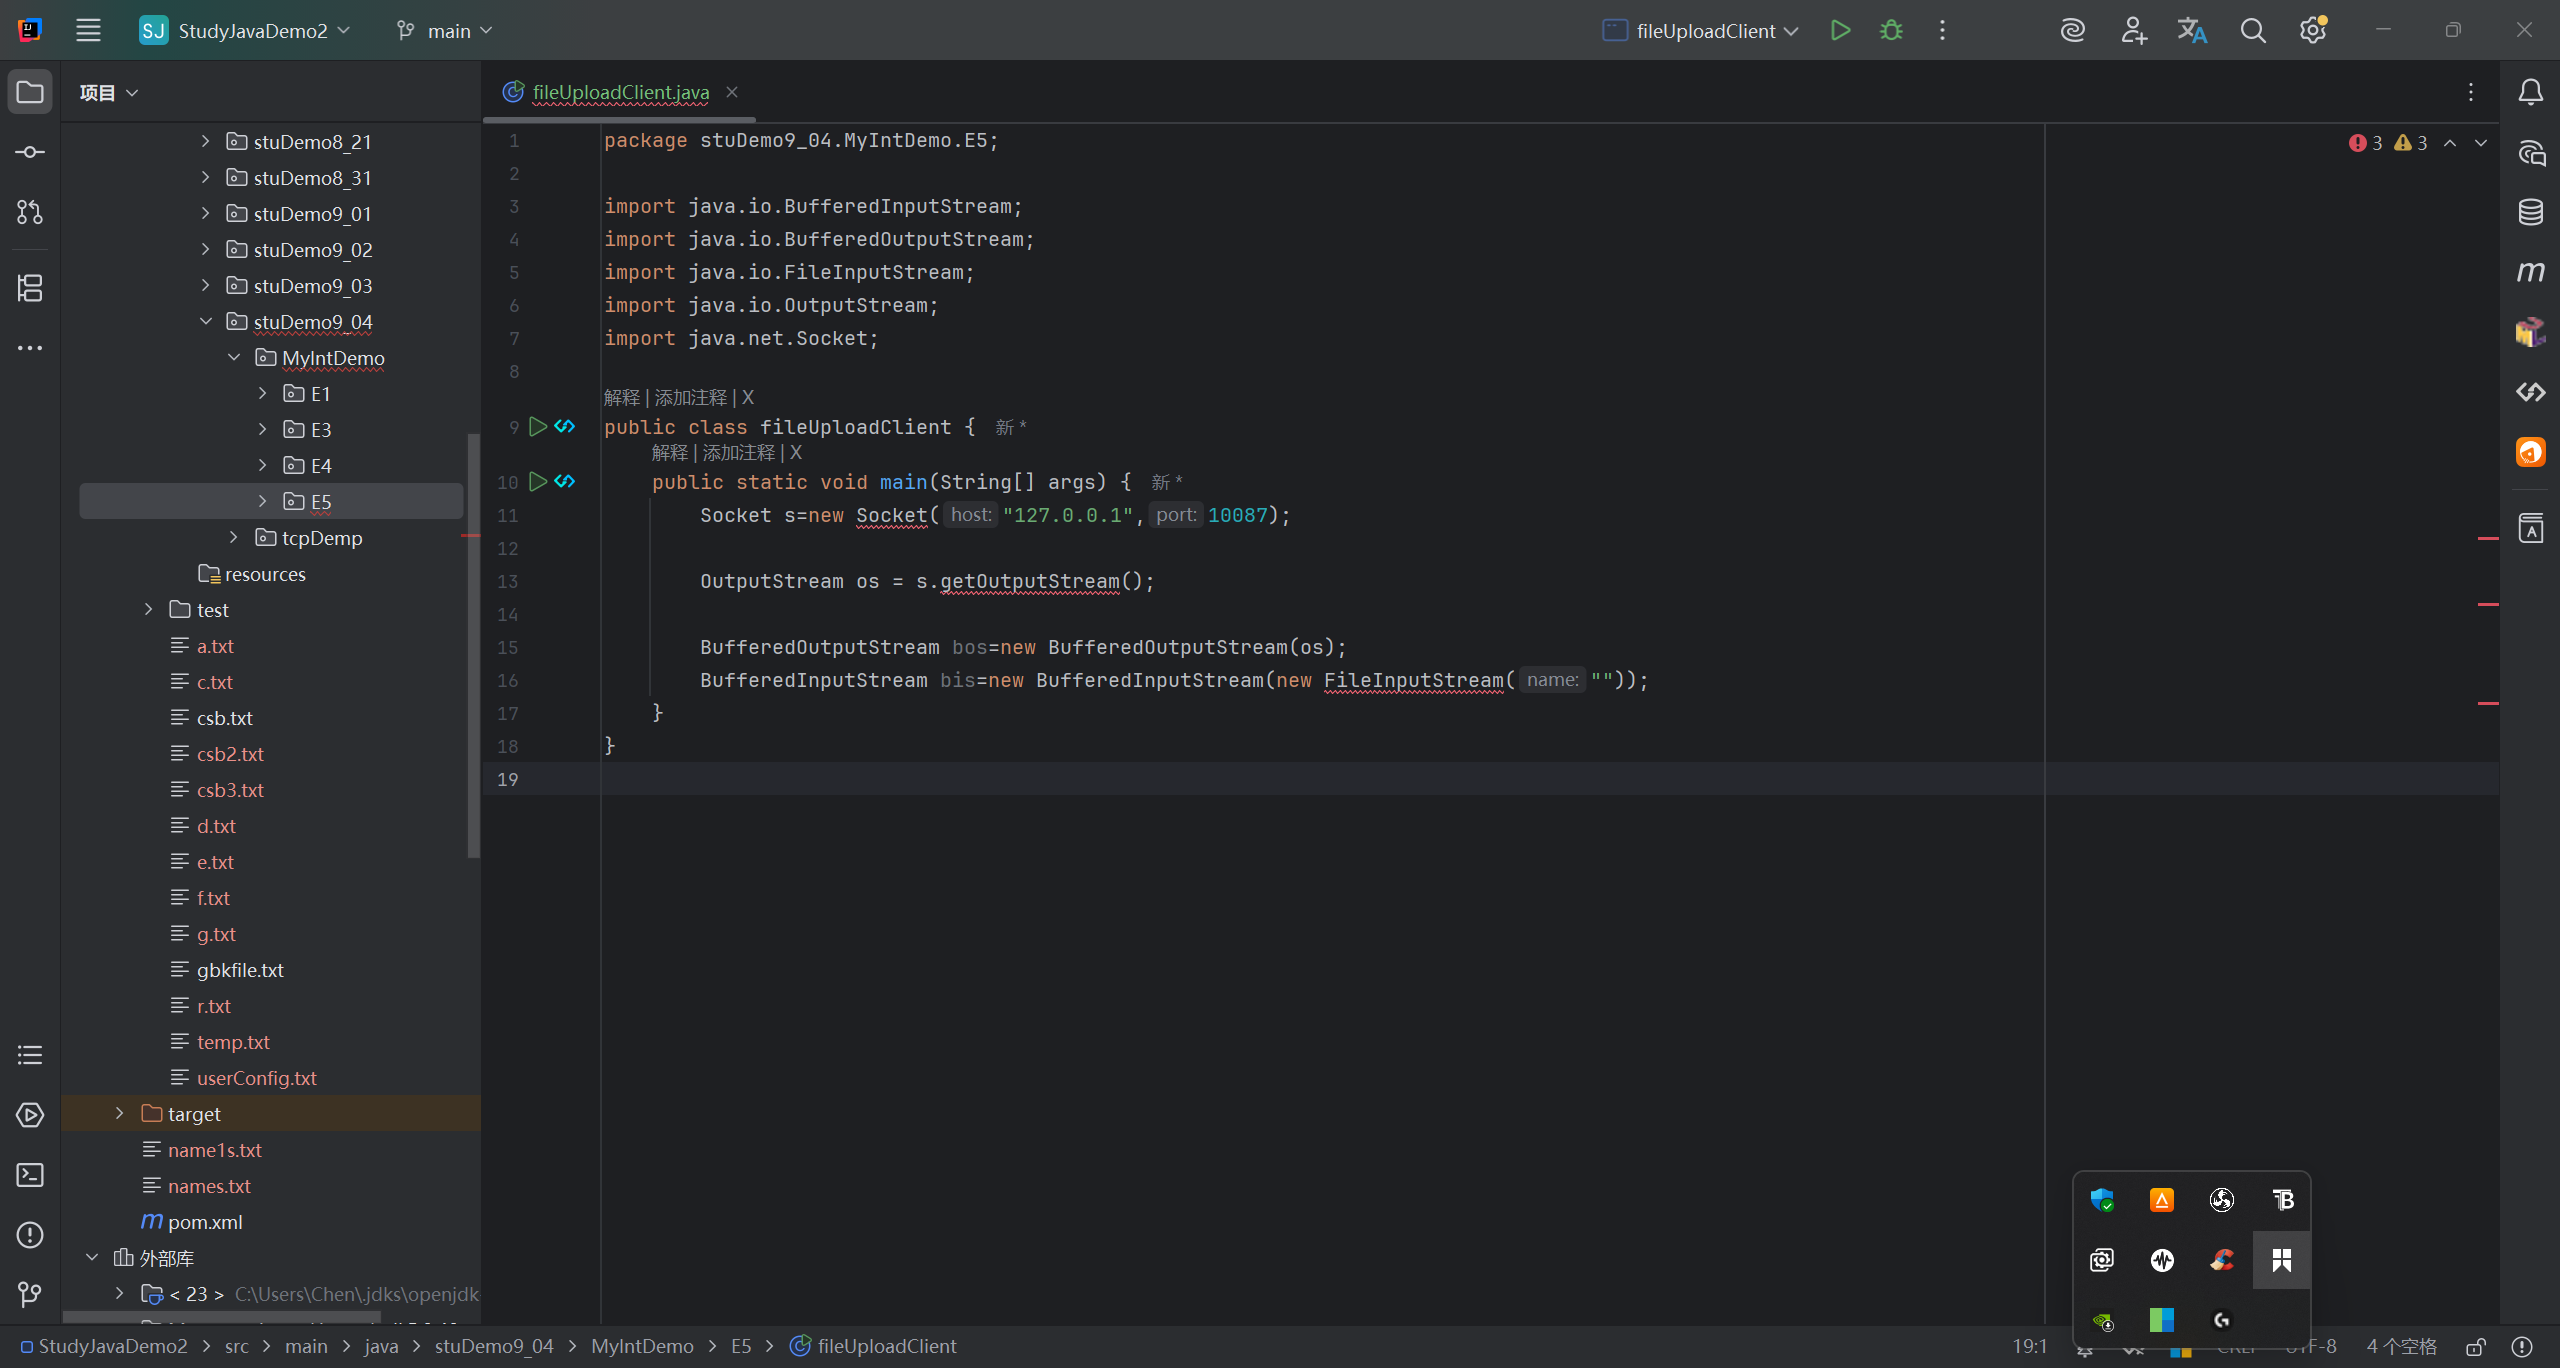 SJ StudyJavaDemo2 main fileUploadClient
项目
fileUploadClient.java
stuDemo8_21
stuDemo8_31
stuDemo9_01
stuDemo9_02
stuDemo9_03
stuDemo9_04
MyIntDemo
E1
E3
E4
E5
tcpDemp
resources
test
a.txt
c.txt
csb.txt
csb2.txt
csb3.txt
d.txt
e.txt
f.txt
g.txt
gbkfile.txt
r.txt
temp.txt
userConfig.txt
target
name1s.txt
names.txt
pom.xml
外部库
< 23 > C:\Users\Chen\.jdks\openjdk
3 3
1 package stuDemo9_04.MyIntDemo.E5;
2
3 import java.io.BufferedInputStream;
4 import java.io.BufferedOutputStream;
5 import java.io.FileInputStream;
6 import java.io.OutputStream;
7 import java.net.Socket;
8
解释 | 添加注释 | X
9 public class fileUploadClient { 新 *
解释 | 添加注释 | X
10 public static void main(String[] args) { 新 *
11 Socket s=new Socket( host: "127.0.0.1", port: 10087);
12
13 OutputStream os = s.getOutputStream();
14
15 BufferedOutputStream bos=new BufferedOutputStream(os);
16 BufferedInputStream bis=new BufferedInputStream(new FileInputStream( name: ""));
17 }
18 }
19
StudyJavaDemo2 > src > main > java > stuDemo9_04 > MyIntDemo > E5 > fileUploadClient
19:1 4 个空格